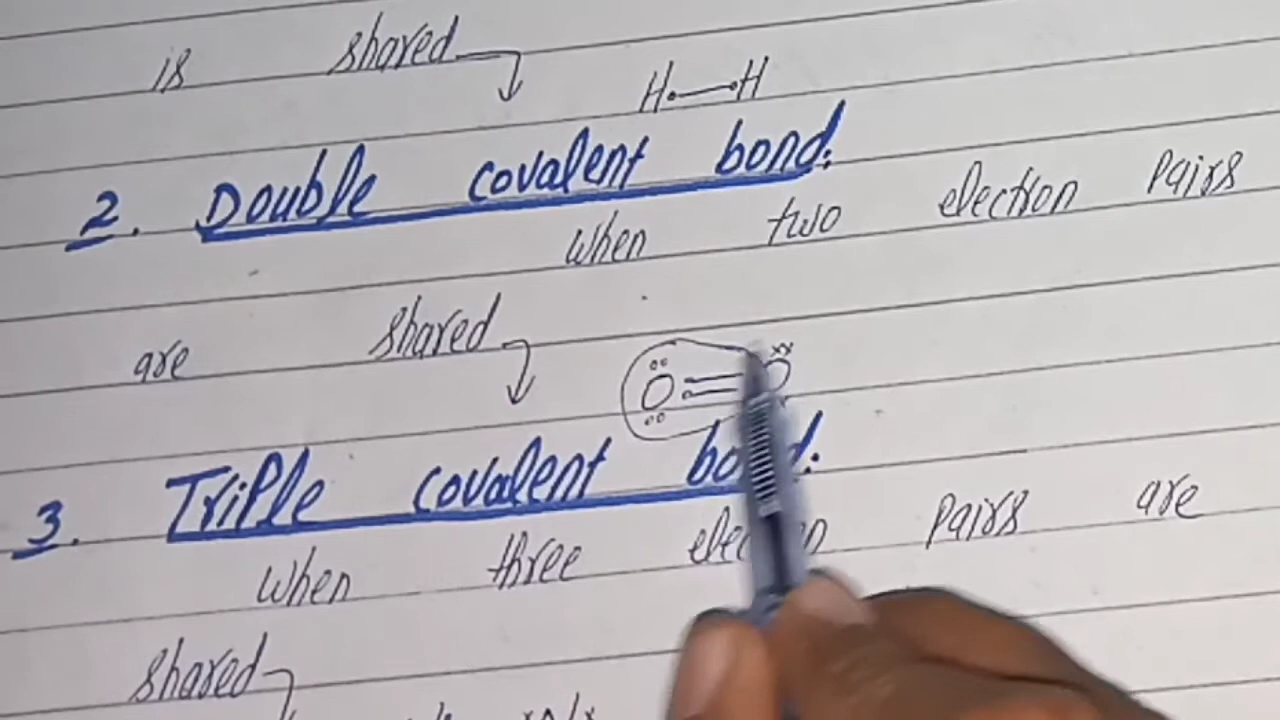 is shared
H—H
2. Double covalent bond:
when two electron Pairs
are shared
O=O
3. Triple covalent bond:
when three electron Pairs are
shared